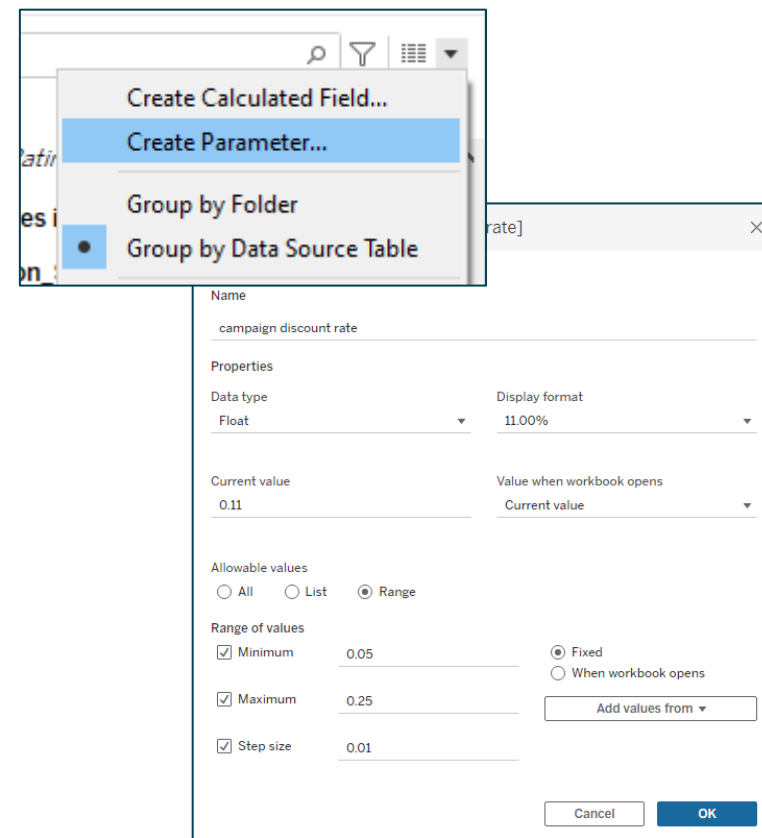 Create Calculated Field...
Create Parameter...
Group by Folder
es i
Group by Data Source Table
rate]
Name
campaign discount rate
Properties
Data type Display format
Float 11.00%
Current value Value when workbook opens
0.11 Current value
Allowable values
All List Range
Range of values
Minimum 0.05 Fixed
When workbook opens
Maximum 0.25 Add values from
Step size 0.01
Cancel OK